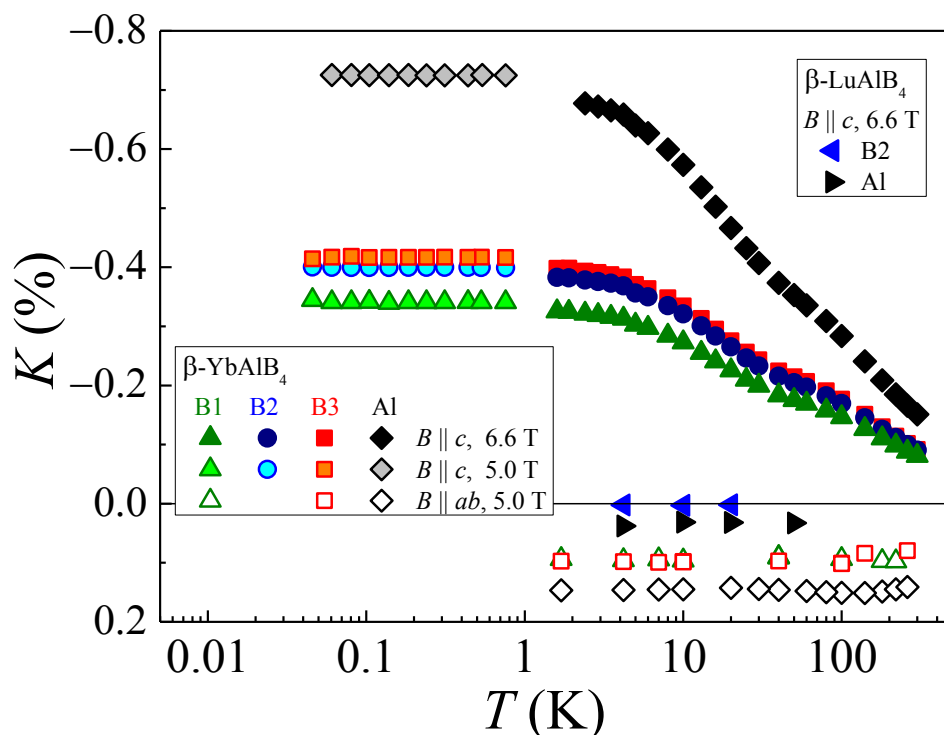 −0.8
−0.6
−0.4
−0.2
0.0
0.2
K (%)
β-LuAlB4
B || c, 6.6 T
B2
Al
β-YbAlB4
B1 B2 B3 Al
B || c, 6.6 T
B || c, 5.0 T
B || ab, 5.0 T
0.01 0.1 1 10 100
T (K)